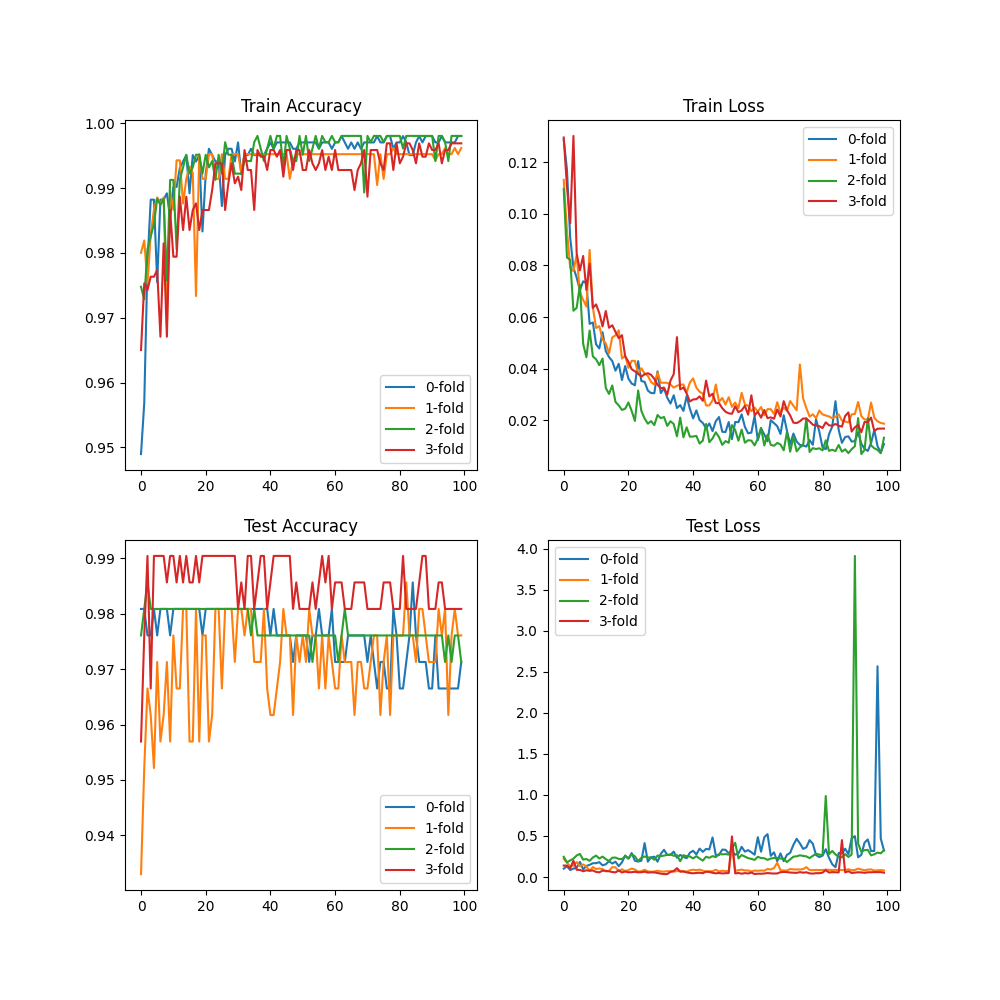 Train Accuracy
1.00
0.99
0.98
0.97
0.96
0.95
0 20 40 60 80 100
0-fold
1-fold
2-fold
3-fold
Train Loss
0.12
0.10
0.08
0.06
0.04
0.02
0 20 40 60 80 100
0-fold
1-fold
2-fold
3-fold
Test Accuracy
0.99
0.98
0.97
0.96
0.95
0.94
0 20 40 60 80 100
0-fold
1-fold
2-fold
3-fold
Test Loss
4.0
3.5
3.0
2.5
2.0
1.5
1.0
0.5
0.0
0 20 40 60 80 100
0-fold
1-fold
2-fold
3-fold